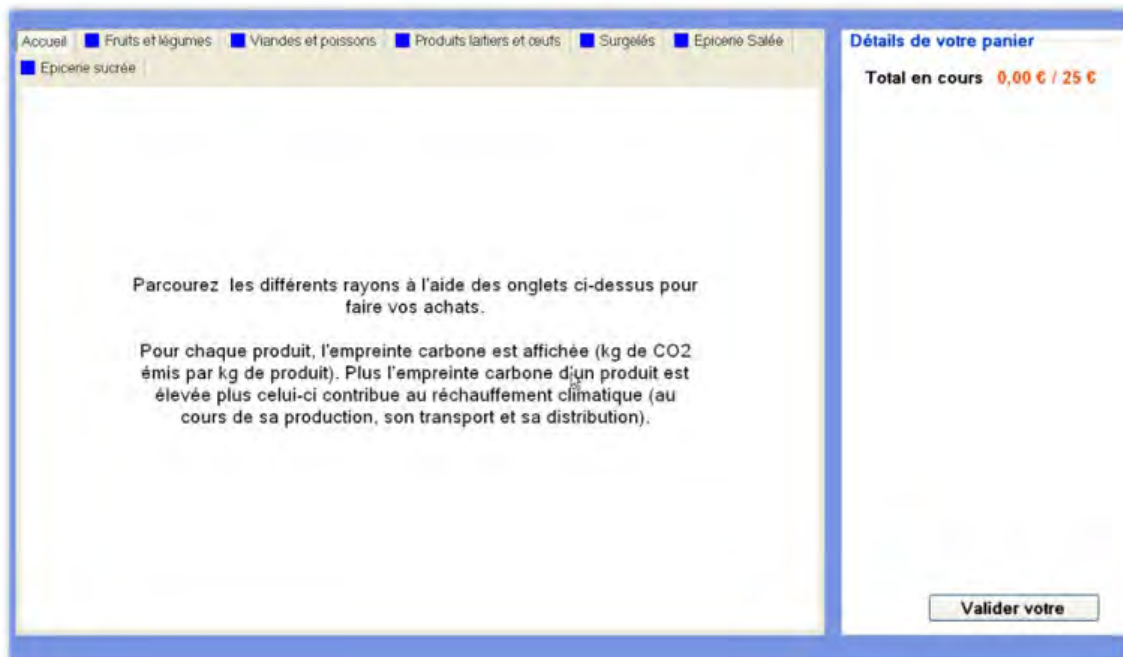 Accueil Fruits et légumes Viandes et poissons Produits laitiers et œufs Surgelés Epicerie Salée
Epicerie sucrée
Parcourez les différents rayons à l'aide des onglets ci-dessus pour
faire vos achats.
Pour chaque produit, l'empreinte carbone est affichée (kg de CO2
émis par kg de produit). Plus l'empreinte carbone d'un produit est
élevée plus celui-ci contribue au réchauffement climatique (au
cours de sa production, son transport et sa distribution).
Détails de votre panier
Total en cours 0,00 € / 25 €
Valider votre